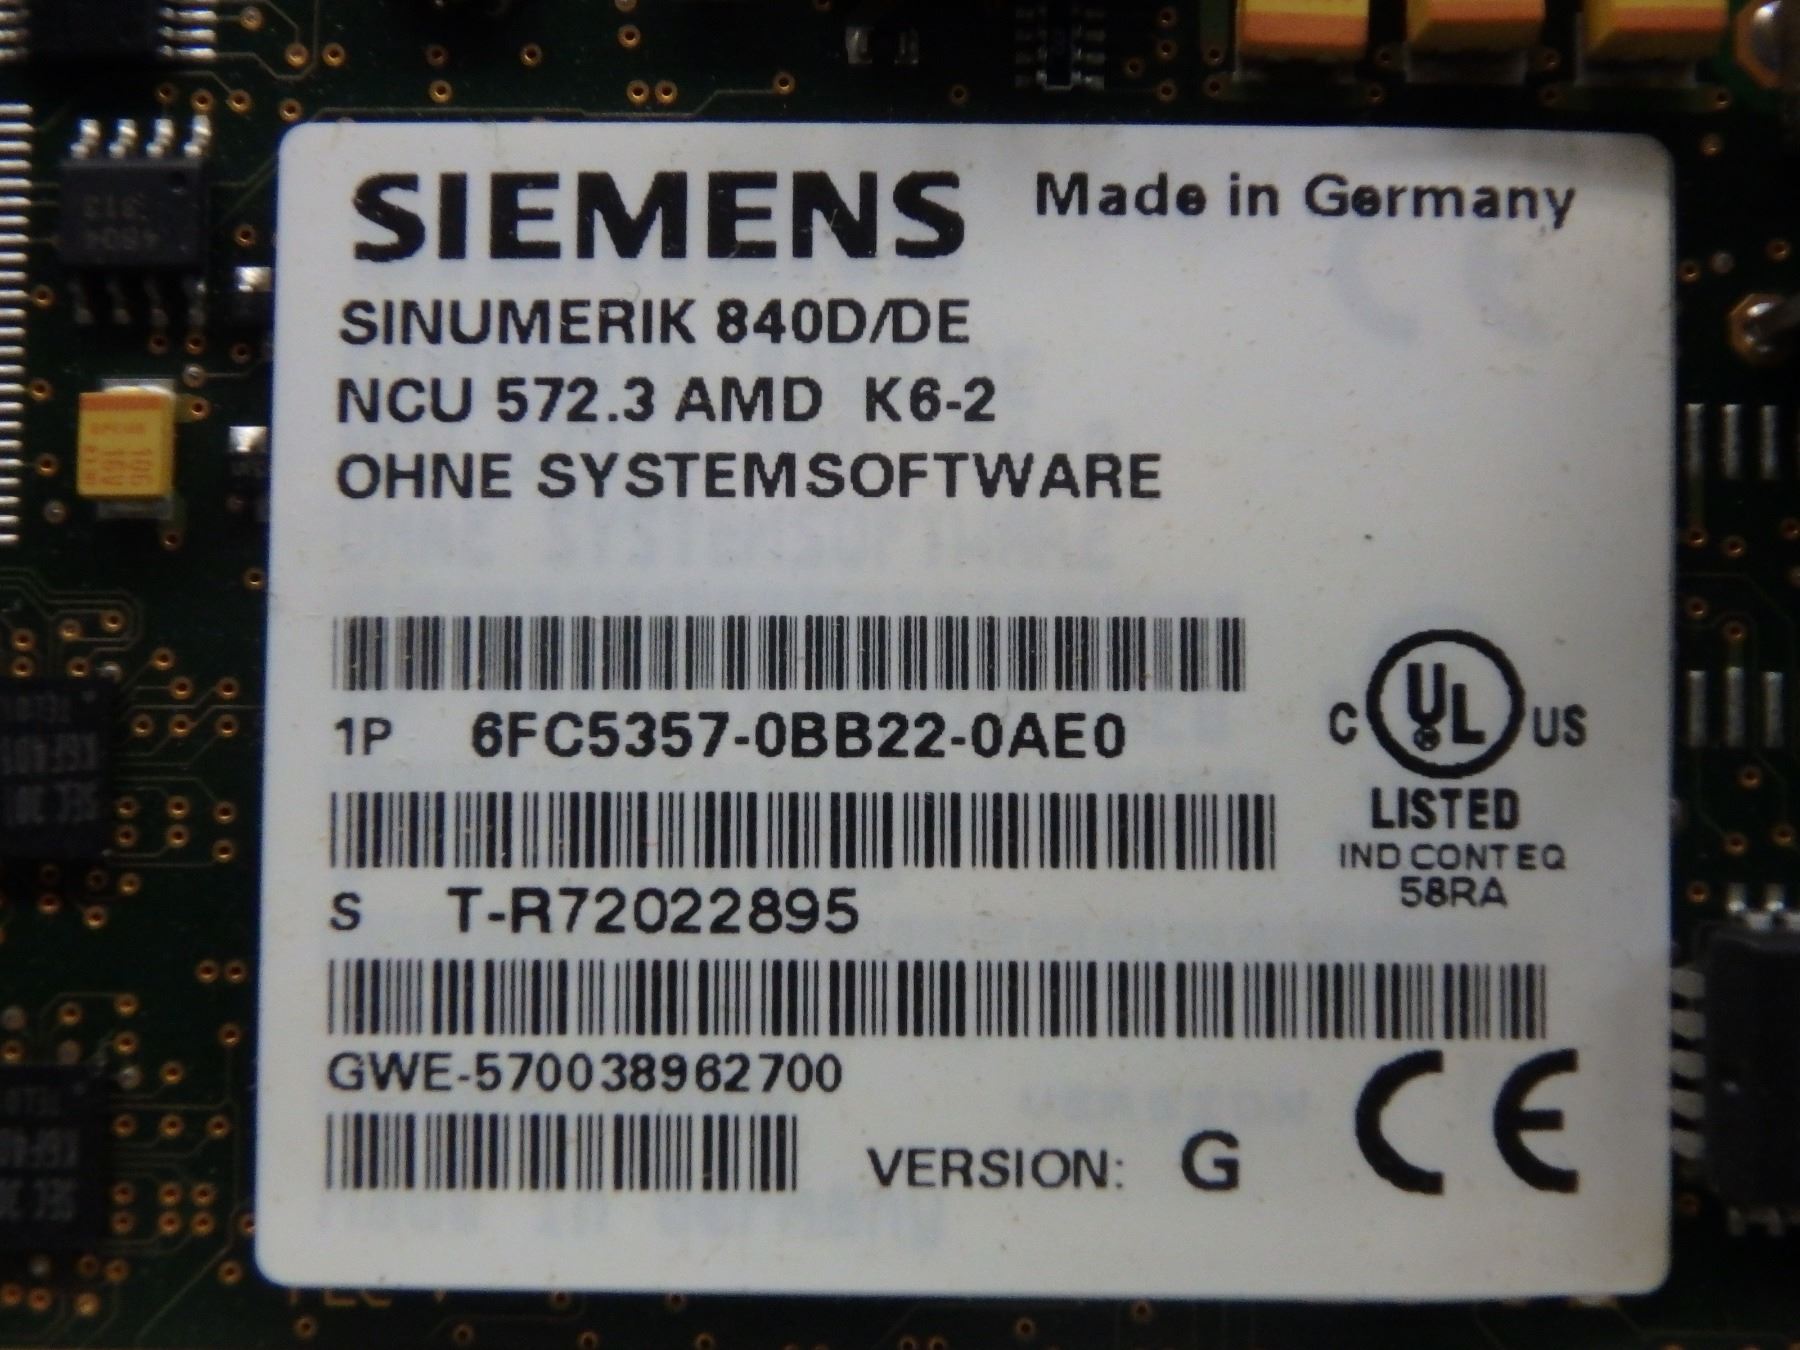 SIEMENS Made in Germany
SINUMERIK 840D/DE
NCU 572.3 AMD K6-2
OHNE SYSTEMSOFTWARE
1P 6FC5357-0BB22-0AE0
C UL US
LISTED
IND CONT EQ
58RA
S T-R72022895
GWE-570038962700
VERSION: G CE